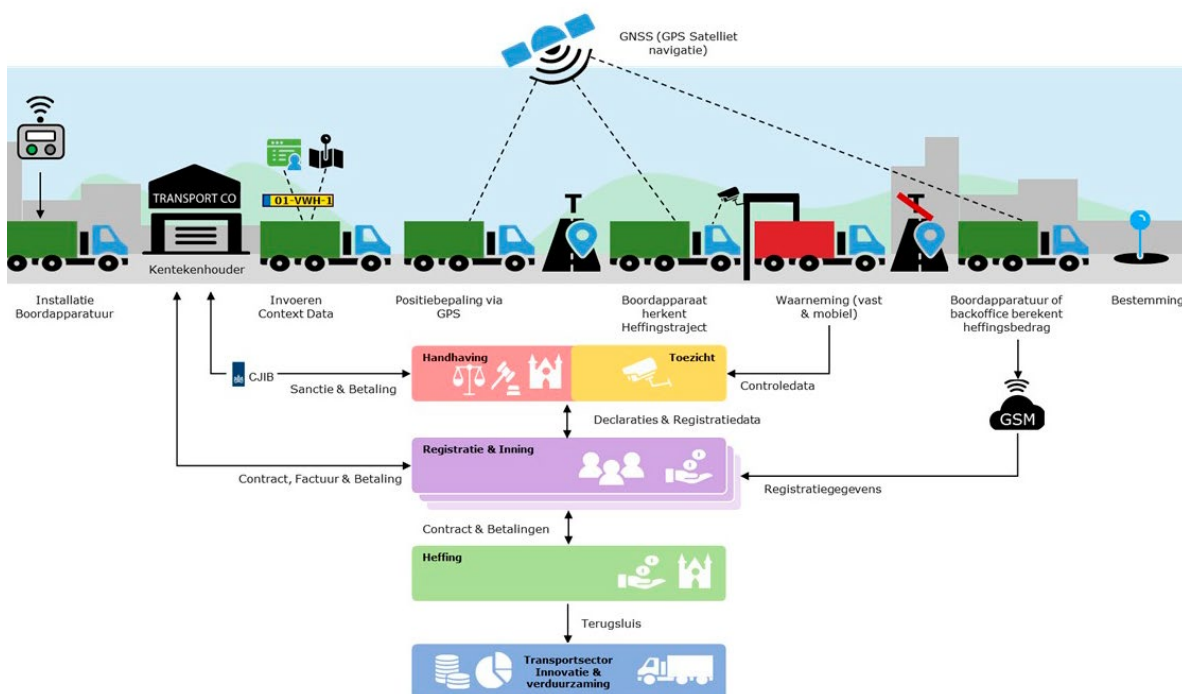 GNSS (GPS Satelliet
navigatie)
TRANSPORT CO
01-VWH-1
T
T
Kentekenhouder
Installatie
Boordapparatuur
Invoeren
Context Data
Positiebepaling via
GPS
Boordapparaat
herkent
Heffingstraject
Waarneming (vast
& mobiel)
Boordapparatuur of
backoffice berekent
heffingsbedrag
Bestemming
Handhaving
Toezicht
CJIB
Sanctie & Betaling
Controledata
GSM
Declaraties & Registratiedata
Registratie & Inning
Contract, Factuur & Betaling
Registratiegegevens
Contract & Betalingen
Heffing
Terugsluis
Transportsector
Innovatie &
verduurzaming